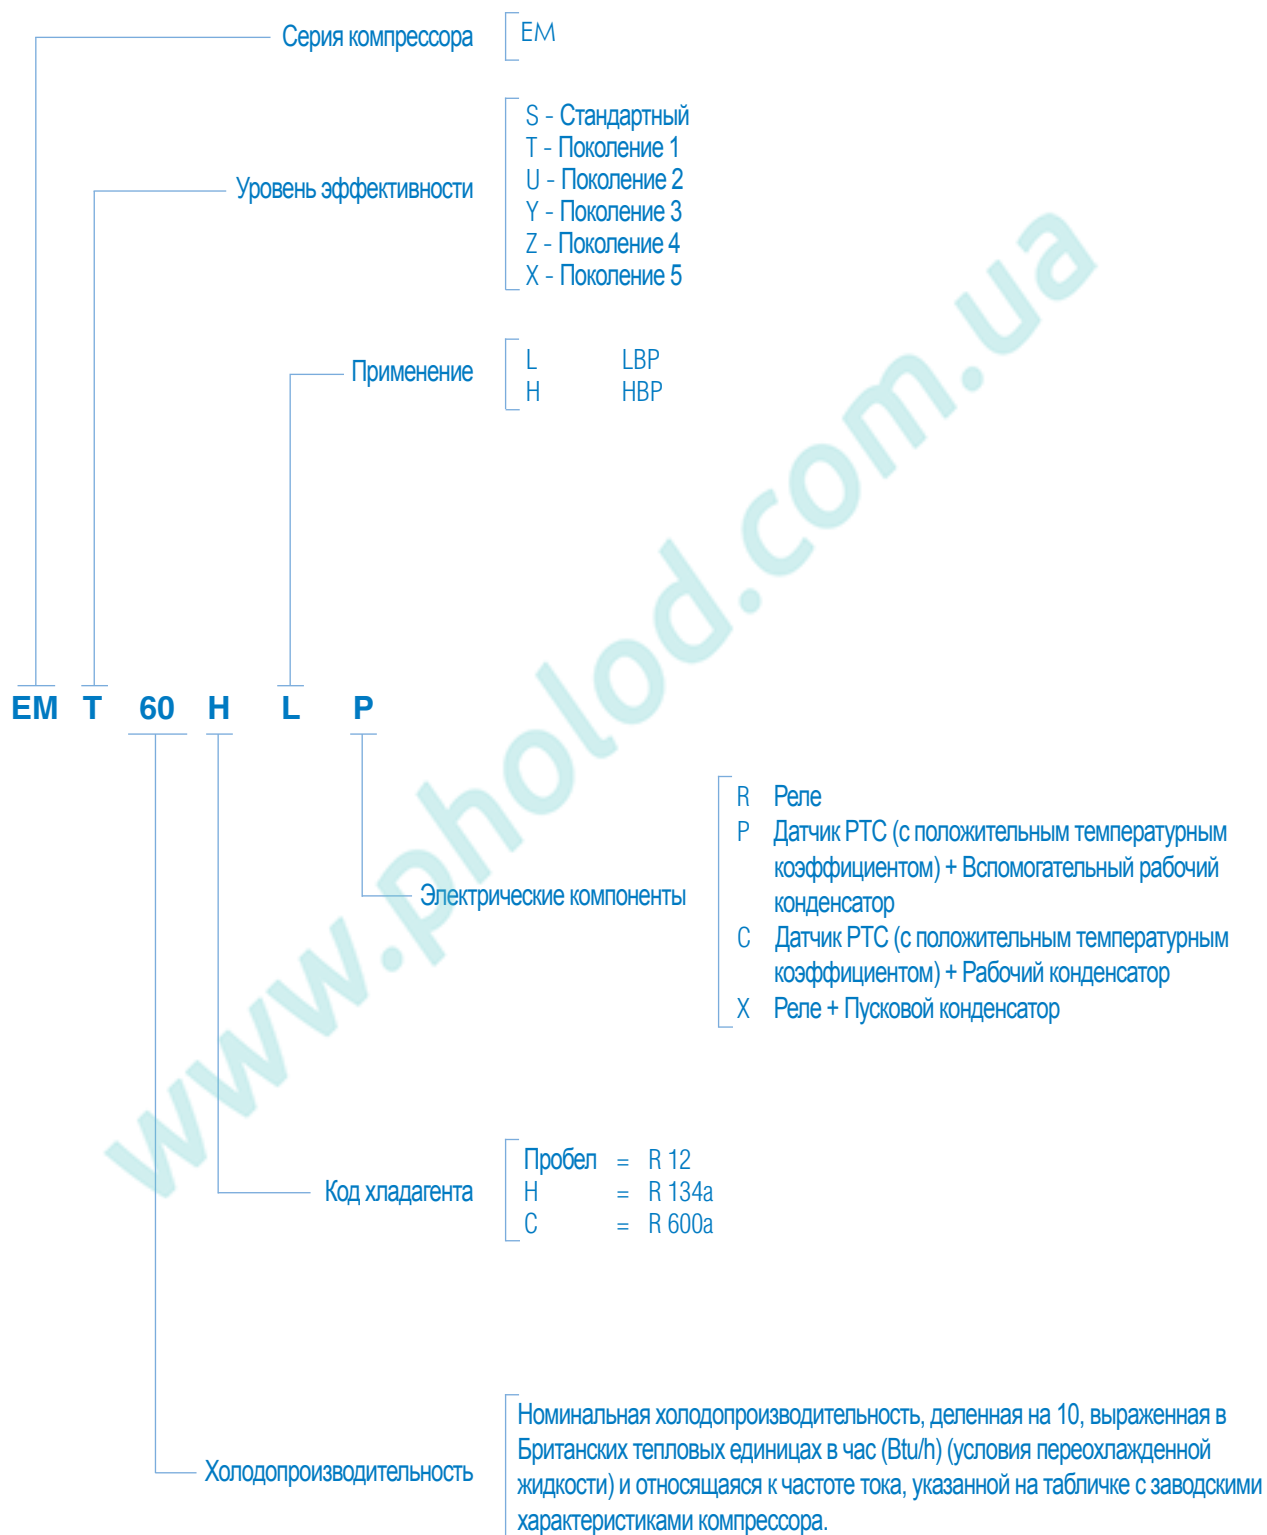 Серия компрессора
EM
Уровень эффективности
S - Стандартный
T - Поколение 1
U - Поколение 2
Y - Поколение 3
Z - Поколение 4
X - Поколение 5
Применение
L LBP
H HBP
EM T 60 H L P
Электрические компоненты
R Реле
P Датчик PTC (с положительным температурным
коэффициентом) + Вспомогательный рабочий
конденсатор
C Датчик PTC (с положительным температурным
коэффициентом) + Рабочий конденсатор
X Реле + Пусковой конденсатор
Код хладагента
Пробел = R 12
H = R 134a
C = R 600a
Холодопроизводительность
Номинальная холодопроизводительность, деленная на 10, выраженная в
Британских тепловых единицах в час (Btu/h) (условия переохлажденной
жидкости) и относящаяся к частоте тока, указанной на табличке с заводскими
характеристиками компрессора.
www.pholod.com.ua